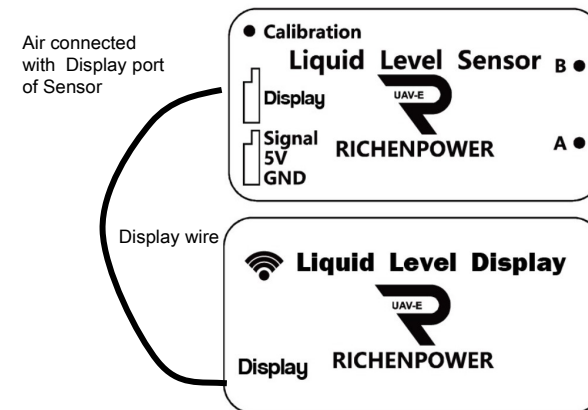 Air connected
with Display port
of Sensor
Calibration
Liquid Level Sensor
B
Display
UAV-E
Signal
5V
GND
RICHENPOWER
A
Display wire
Liquid Level Display
UAV-E
Display
RICHENPOWER